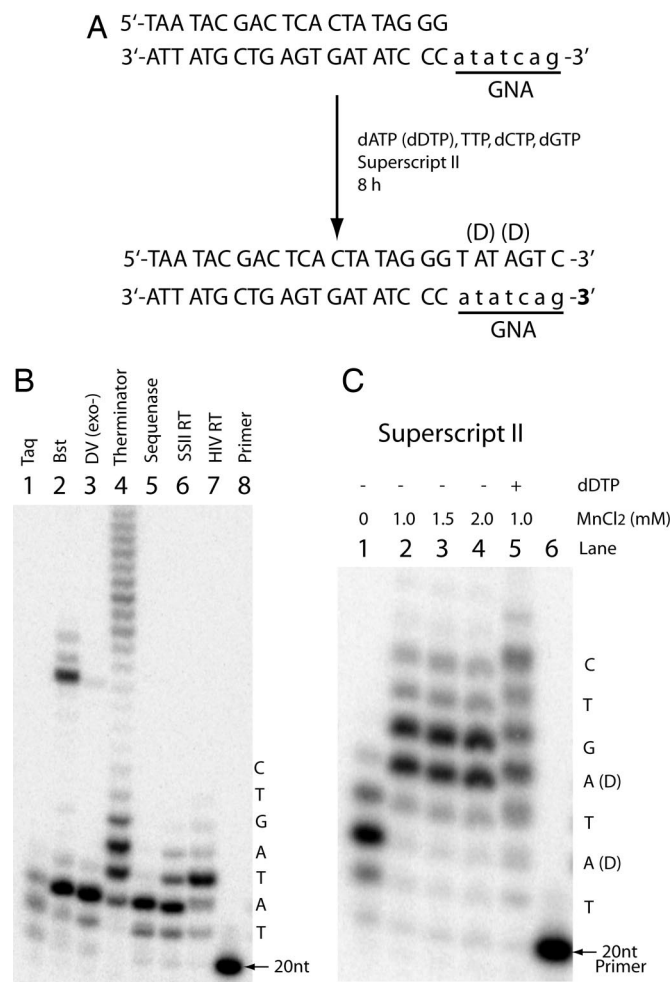 A
5'-TAA TAC GAC TCA CTA TAG GG
3'-ATT ATG CTG AGT GAT ATC CC a t a t c a g -3'
GNA
dATP (dDTP), TTP, dCTP, dGTP
Superscript II
8 h
(D) (D)
5'-TAA TAC GAC TCA CTA TAG GG T AT AGT C -3'
3'-ATT ATG CTG AGT GAT ATC CC a t a t c a g -3'
GNA
B
Taq
Bst
DV (exo-)
Therminator
Sequenase
SSII RT
HIV RT
Primer
1 2 3 4 5 6 7 8
C
T
G
A
T
A
T
20nt
C
Superscript II
- - - - + dDTP
0 1.0 1.5 2.0 1.0 MnCl2 (mM)
1 2 3 4 5 6 Lane
C
T
G
A (D)
T
A (D)
T
20nt
Primer